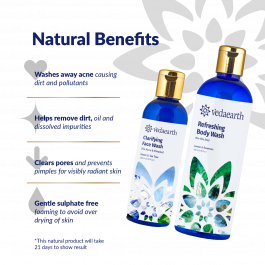 Natural Benefits
Washes away acne causing
dirt and pollutants
Helps remove dirt, oil and
dissolved impurities
Clears pores and prevents
pimples for visibly radiant skin
Gentle sulphate free
foaming to avoid over
drying of skin
*This natural product will take
21 days to show result
vedaearth
Clarifying
Face Wash
vedaearth
Refreshing
Body Wash